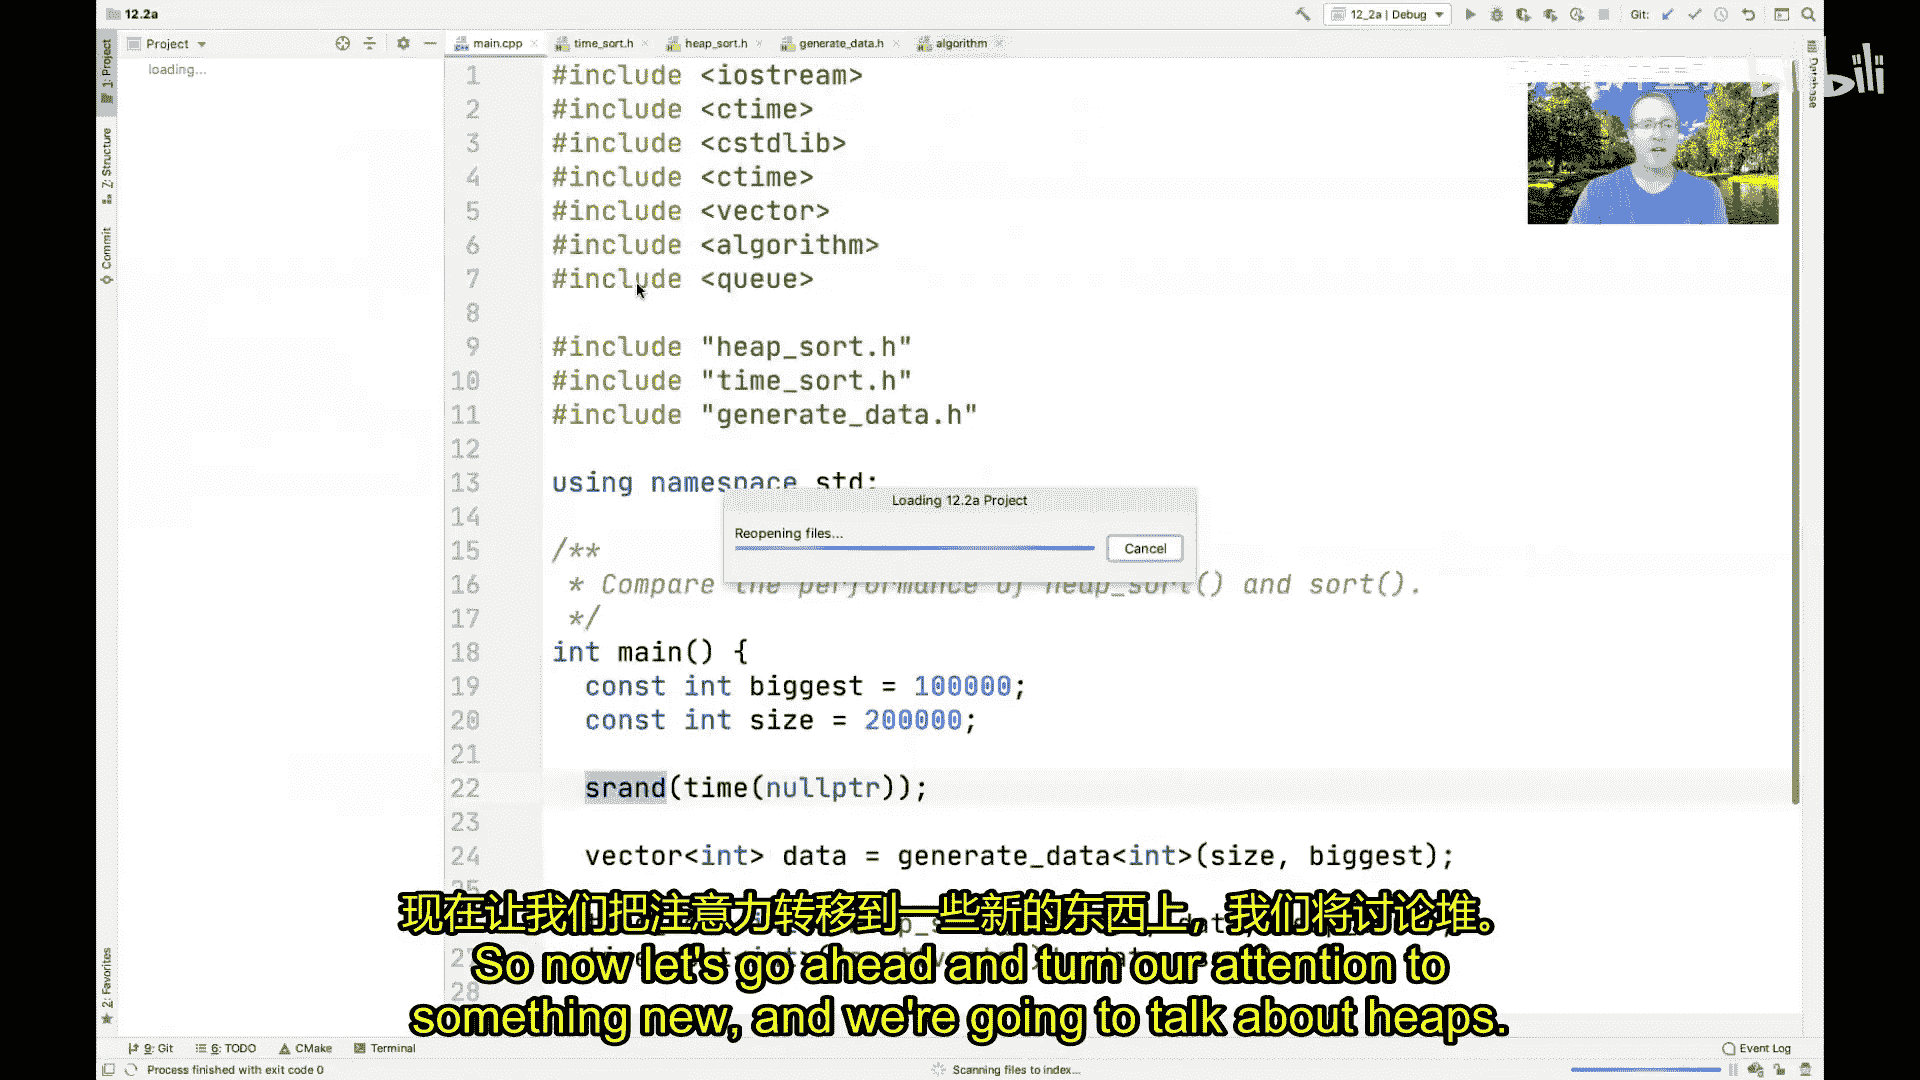 12.2a
12_2a | Debug
Git:
Project
main.cpp
time_sort.h
heap_sort.h
generate_data.h
algorithm
1: Project
loading...
Z: Structure
Commit
2: Favorites
Database
bilibili
1 #include <iostream>
2 #include <ctime>
3 #include <cstdlib>
4 #include <ctime>
5 #include <vector>
6 #include <algorithm>
7 #include <queue>
8
9 #include "heap_sort.h"
10 #include "time_sort.h"
11 #include "generate_data.h"
12
13 using namespace std;
14
15 /**
16 * Compare the performance of heap_sort() and sort().
17 */
18 int main() {
19 const int biggest = 100000;
20 const int size = 200000;
21
22 srand(time(nullptr));
23
24 vector<int> data = generate_data<int>(size, biggest);
28
Loading 12.2a Project
Reopening files...
Cancel
现在让我们把注意力转移到一些新的东西上，我们将讨论堆。
So now let's go ahead and turn our attention to
something new, and we're going to talk about heaps.
9: Git
6: TODO
CMake
Terminal
Event Log
Process finished with exit code 0
Scanning files to index...